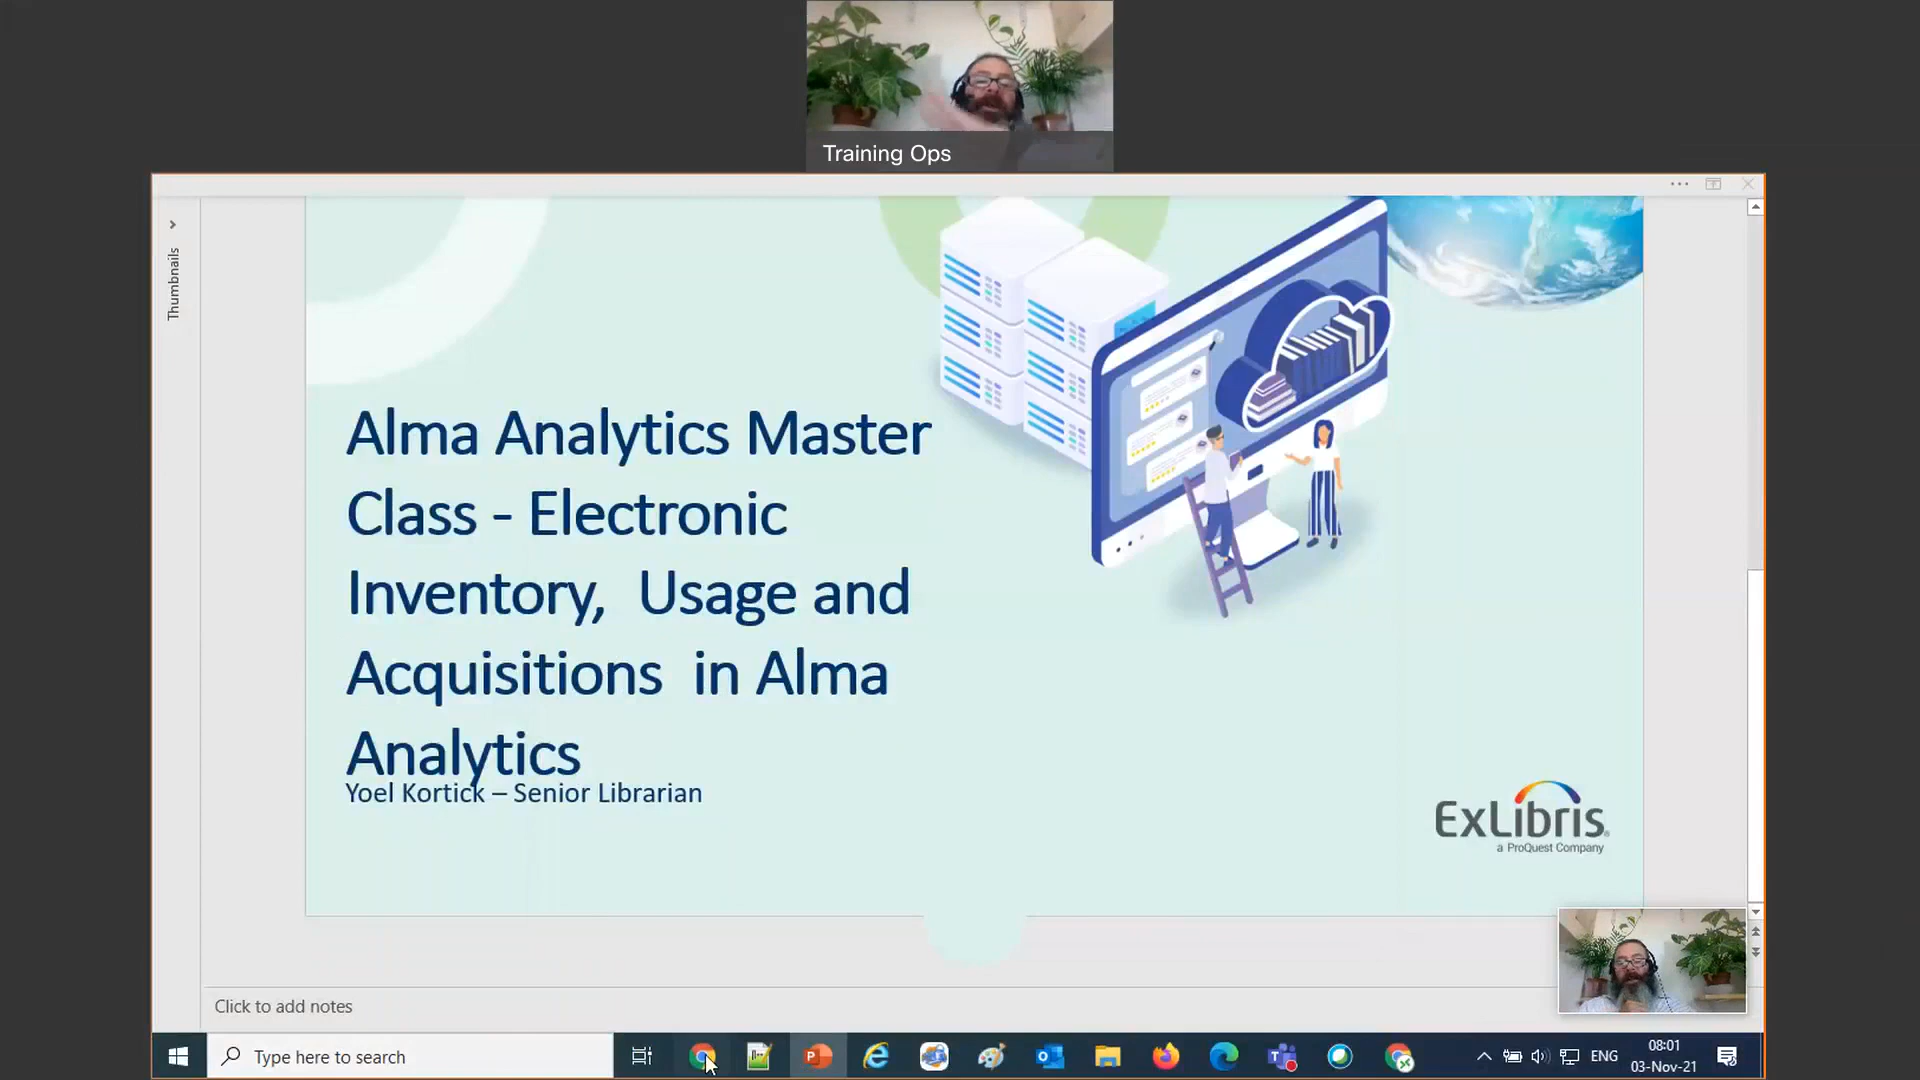 Training Ops
Thumbnails
Alma Analytics Master
Class - Electronic
Inventory,  Usage and
Acquisitions  in Alma
Analytics
Yoel Kortick – Senior Librarian
ExLibris
a ProQuest Company
Click to add notes
Type here to search
ENG
08:01
03-Nov-21